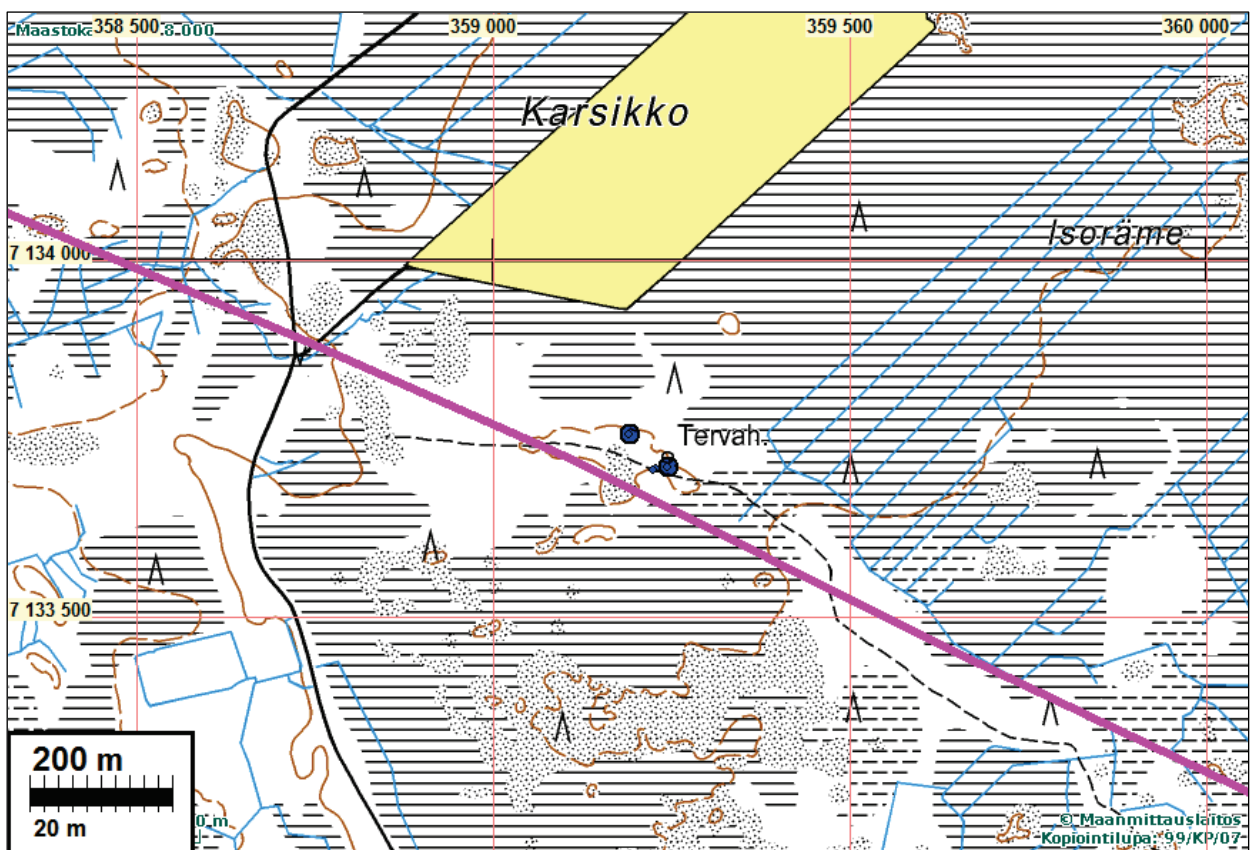 Maastoka 358 500 8.000 359 000 359 500 360 000
Karsikko
Isoräme
7 134 000
Tervah.
7 133 500
200 m
20 m
0 m
© Maanmittauslaitos
Kopiointilupa: 99/KP/07